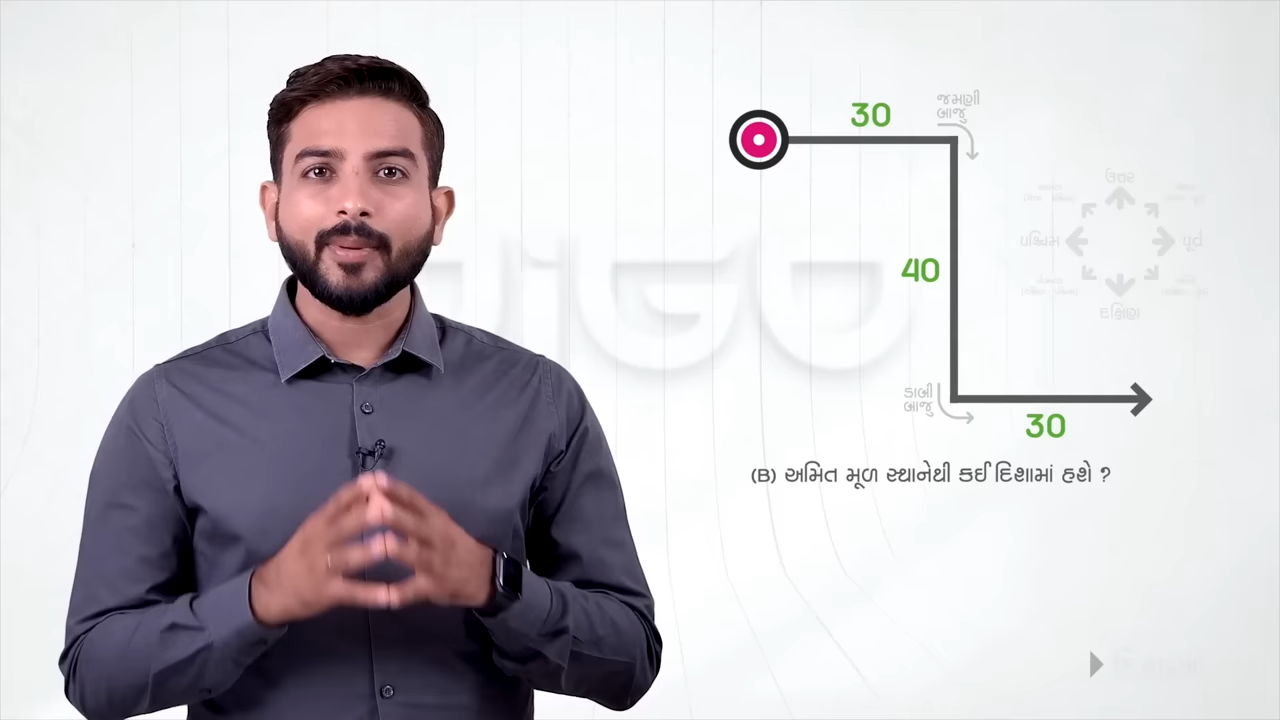 30
જમણી
બાજુ
ઉત્તર
પશ્ચિમ
પૂર્વ
40
દક્ષિણ
ડાબી
બાજુ
30
(B) અમિત મૂળ સ્થાનેથી કઈ દિશામાં હશે ?